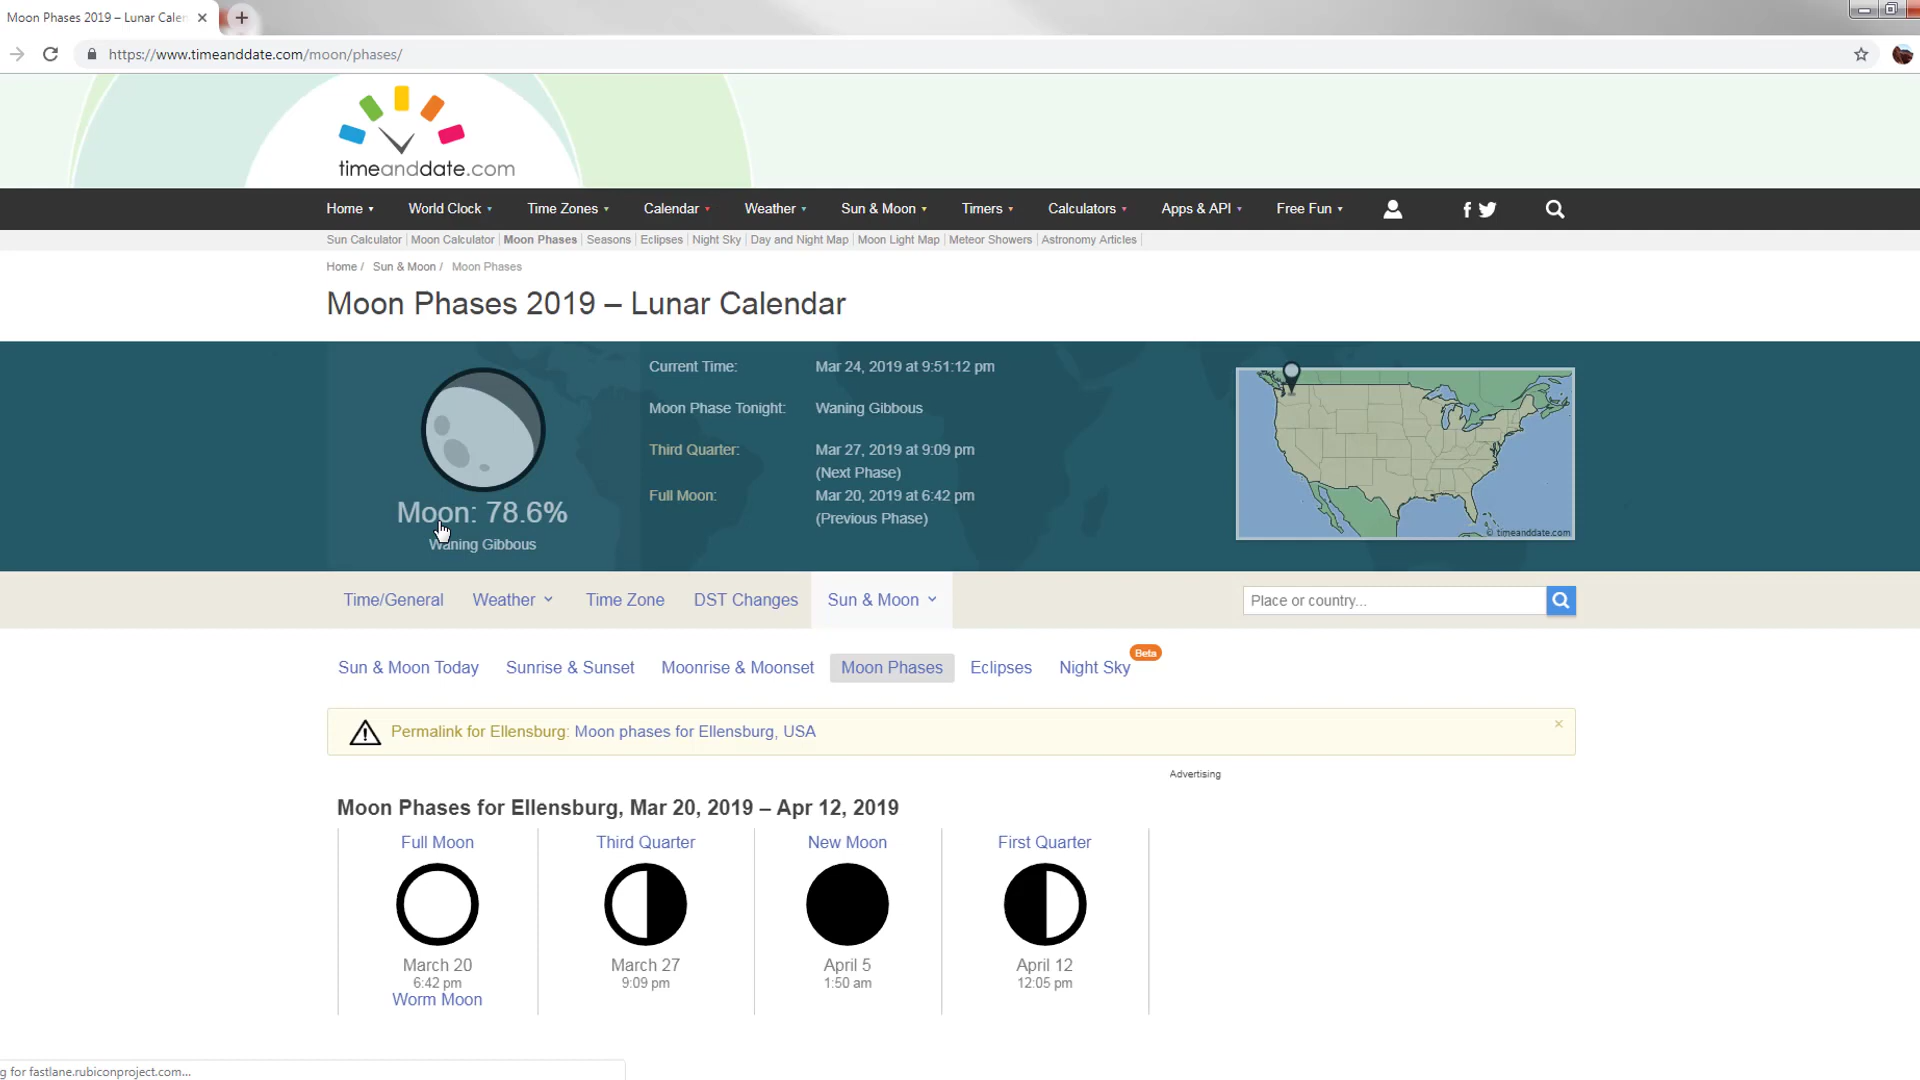 Moon Phases 2019 – Lunar Calen
https://www.timeanddate.com/moon/phases/
timeanddate.com
Home World Clock Time Zones Calendar Weather Sun & Moon Timers Calculators Apps & API Free Fun
Sun Calculator Moon Calculator Moon Phases Seasons Eclipses Night Sky Day and Night Map Moon Light Map Meteor Showers Astronomy Articles
Home / Sun & Moon / Moon Phases
Moon Phases 2019 – Lunar Calendar
Current Time: Mar 24, 2019 at 9:51:12 pm
Moon Phase Tonight: Waning Gibbous
Third Quarter: Mar 27, 2019 at 9:09 pm
(Next Phase)
Full Moon: Mar 20, 2019 at 6:42 pm
(Previous Phase)
Moon: 78.6%
Waning Gibbous
© timeanddate.com
Time/General Weather Time Zone DST Changes Sun & Moon Place or country...
Sun & Moon Today Sunrise & Sunset Moonrise & Moonset Moon Phases Eclipses Night Sky Beta
Permalink for Ellensburg: Moon phases for Ellensburg, USA ×
Advertising
Moon Phases for Ellensburg, Mar 20, 2019 – Apr 12, 2019
Full Moon Third Quarter New Moon First Quarter
March 20 March 27 April 5 April 12
6:42 pm 9:09 pm 1:50 am 12:05 pm
Worm Moon
g for fastlane.rubiconproject.com...